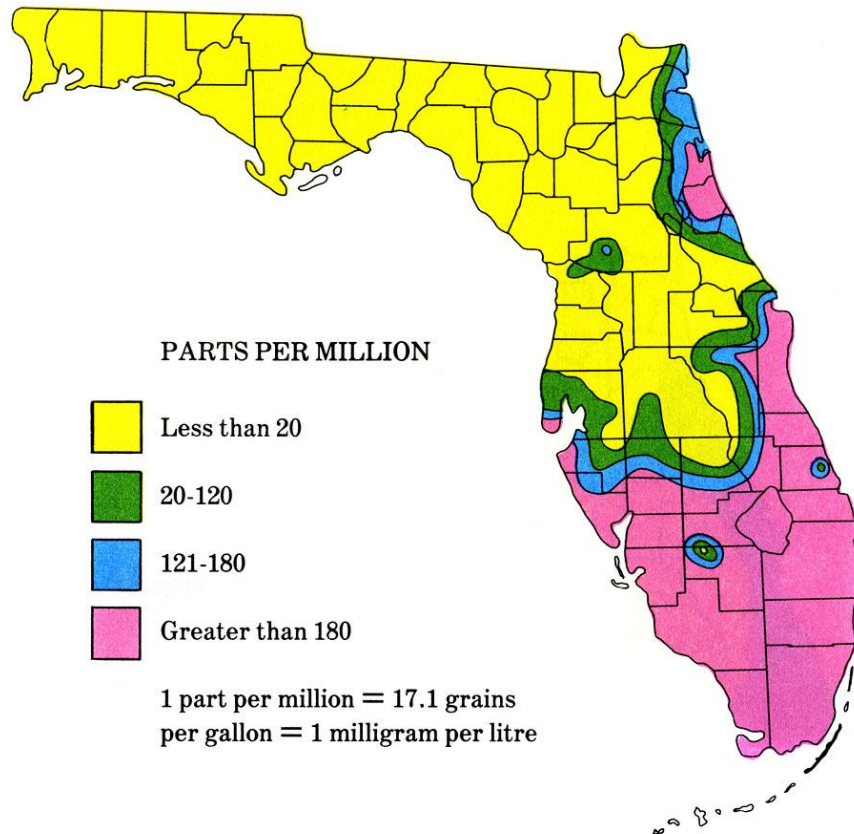 PARTS PER MILLION
Less than 20
20-120
121-180
Greater than 180
1 part per million = 17.1 grains
per gallon = 1 milligram per litre